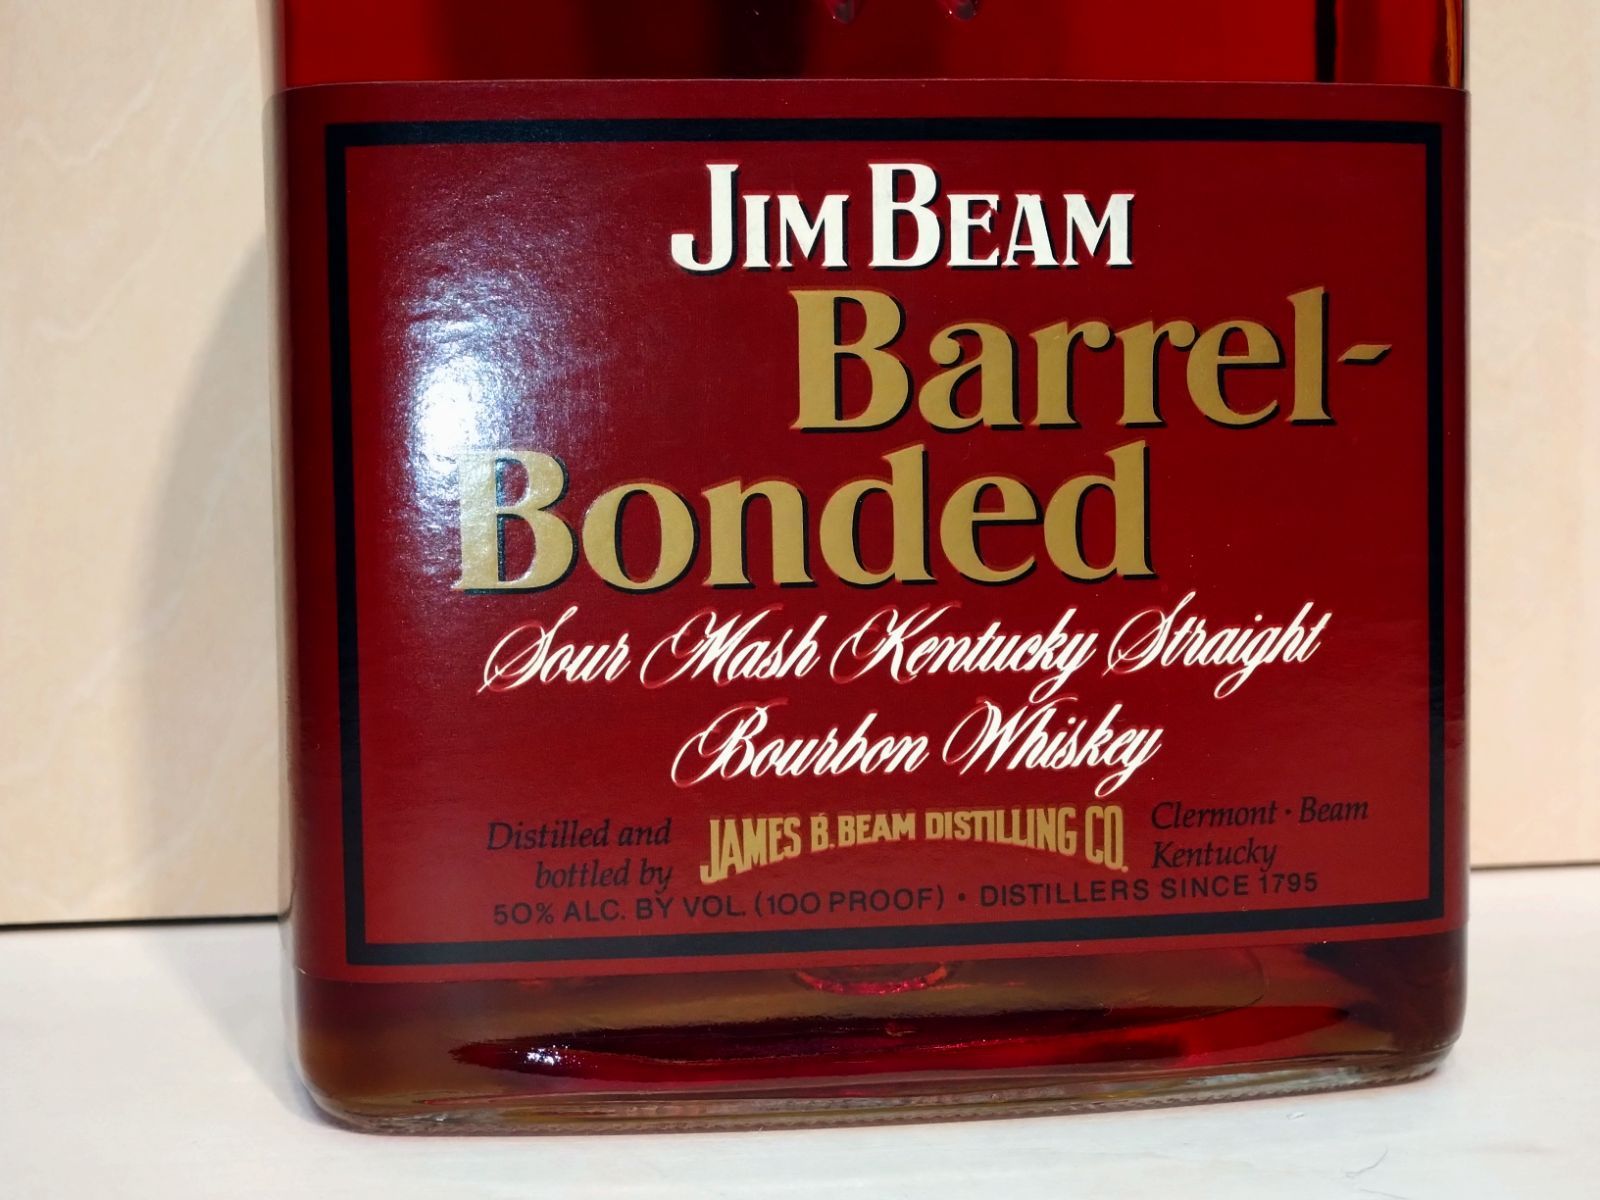 JIM BEAM
Barrel-
Bonded
Sour Mash Kentucky Straight
Bourbon Whiskey
Distilled and
bottled by
JAMES B. BEAM DISTILLING CO.
Clermont · Beam
Kentucky
50% ALC. BY VOL. (100 PROOF) • DISTILLERS SINCE 1795